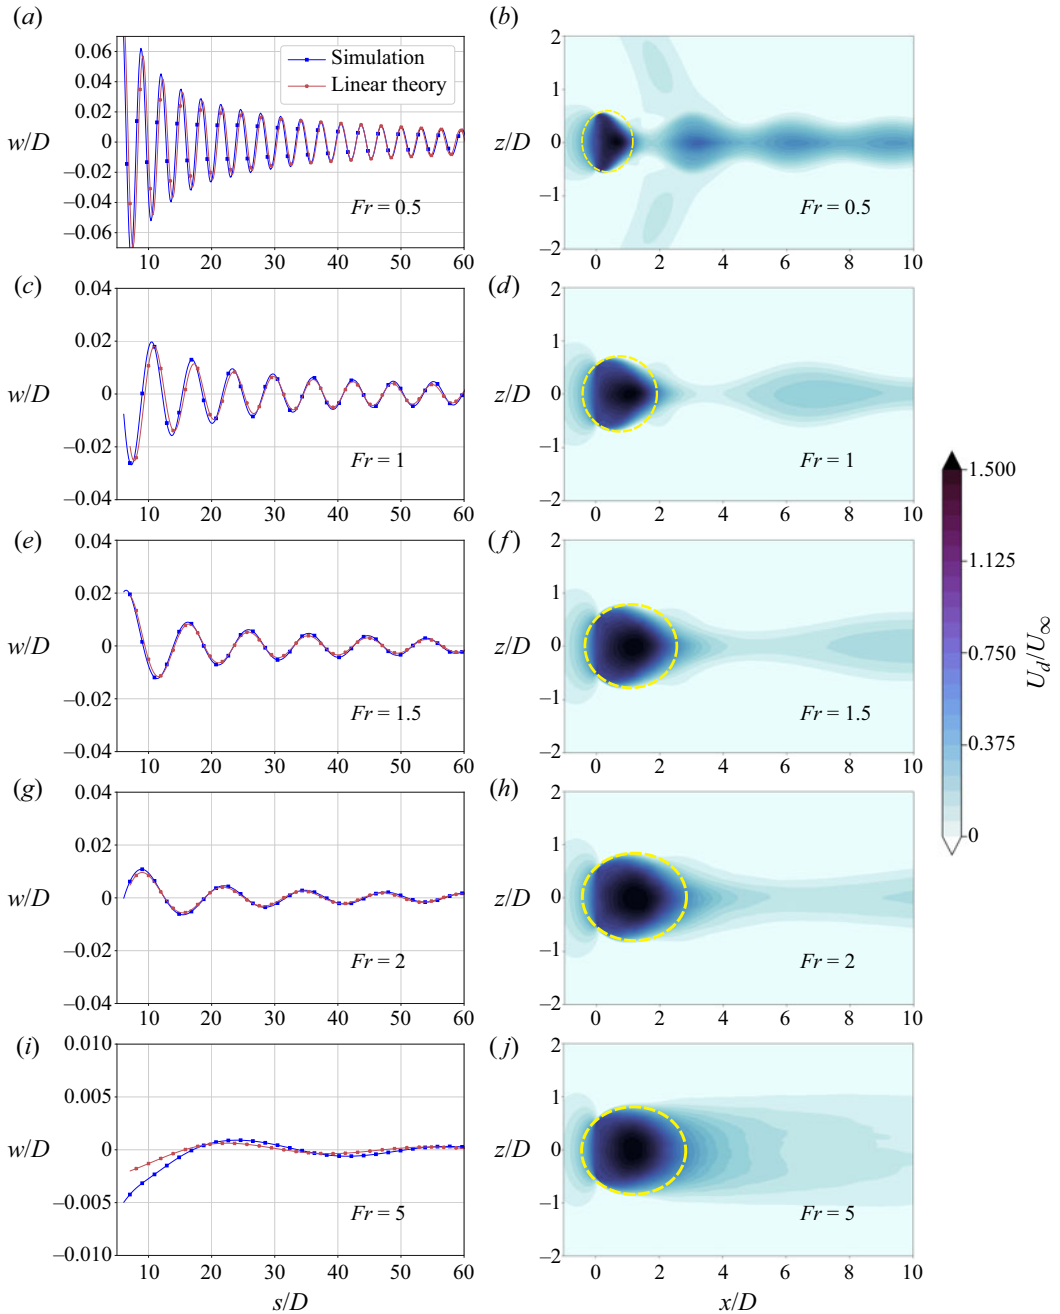 (a)
0.06
0.04
0.02
0
–0.02
–0.04
–0.06
w/D
Simulation
Linear theory
Fr = 0.5
10 20 30 40 50 60
(b)
2
1
0
–1
–2
z/D
Fr = 0.5
0 2 4 6 8 10
(c)
0.04
0.02
0
–0.02
–0.04
w/D
Fr = 1
10 20 30 40 50 60
(d)
2
1
0
–1
–2
z/D
Fr = 1
0 2 4 6 8 10
(e)
0.04
0.02
0
–0.02
–0.04
w/D
Fr = 1.5
10 20 30 40 50 60
(f)
2
1
0
–1
–2
z/D
Fr = 1.5
0 2 4 6 8 10
(g)
0.04
0.02
0
–0.02
–0.04
w/D
Fr = 2
10 20 30 40 50 60
(h)
2
1
0
–1
–2
z/D
Fr = 2
0 2 4 6 8 10
(i)
0.010
0.005
0
–0.005
–0.010
w/D
Fr = 5
10 20 30 40 50 60
s/D
(j)
2
1
0
–1
–2
z/D
Fr = 5
0 2 4 6 8 10
x/D
1.500
1.125
0.750
0.375
0
U_d/U_∞